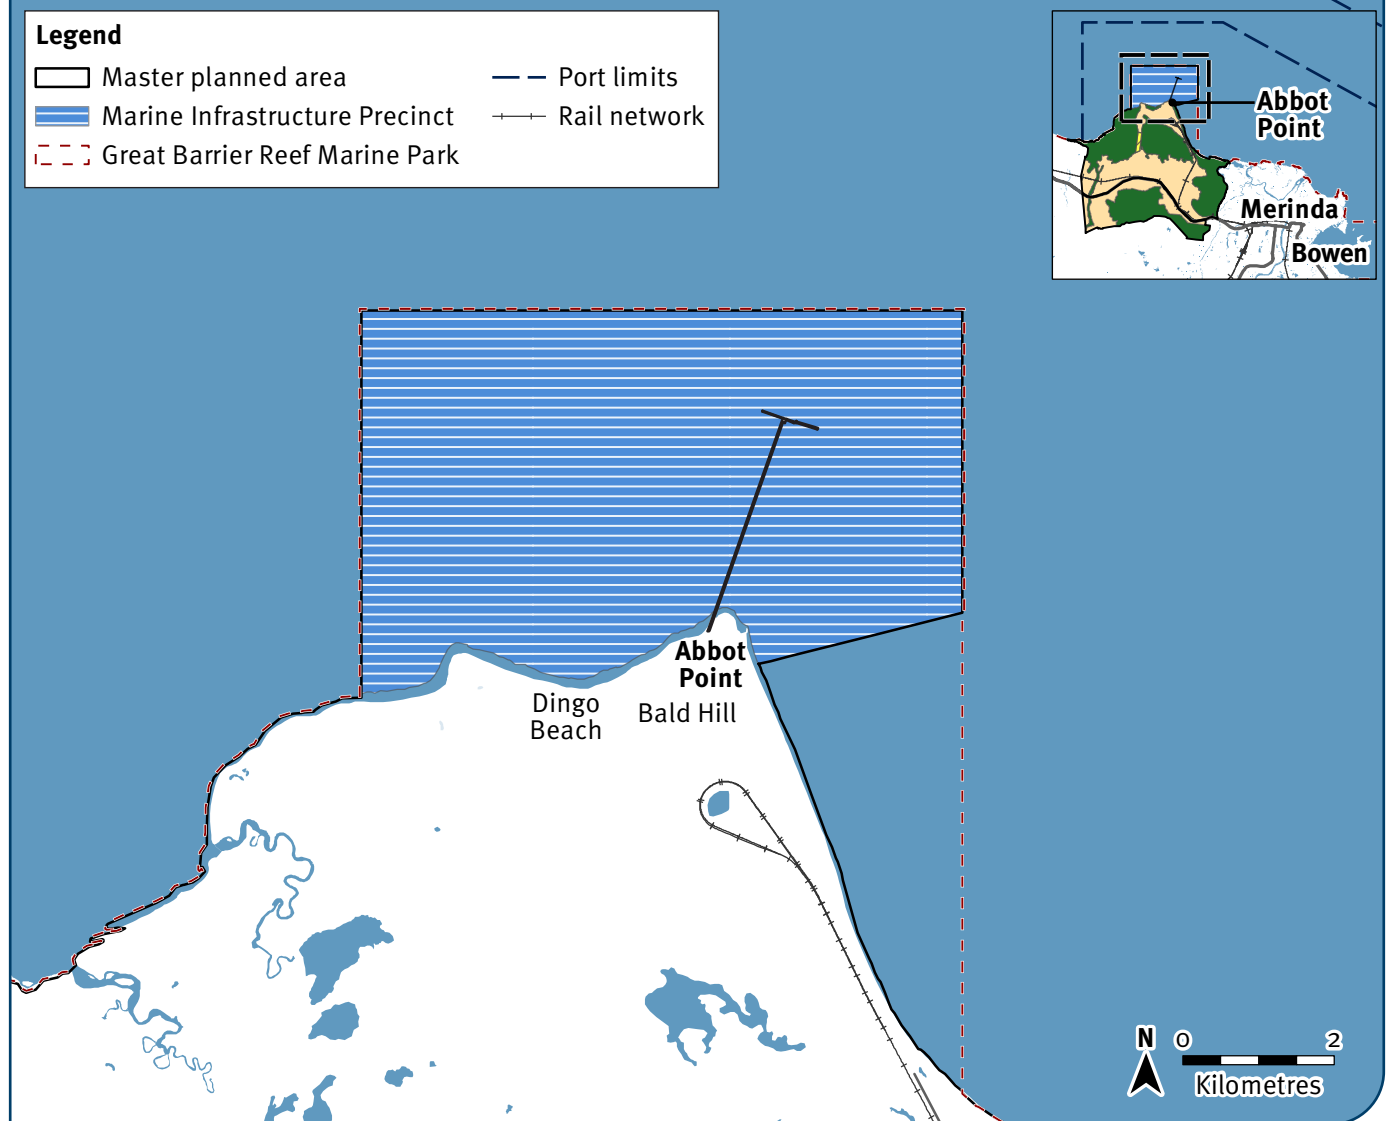 Legend
Master planned area
Marine Infrastructure Precinct
Great Barrier Reef Marine Park
Port limits
Rail network
Abbot
Point
Merinda
Bowen
Abbot
Point
Dingo
Beach
Bald Hill
N
0 2
Kilometres